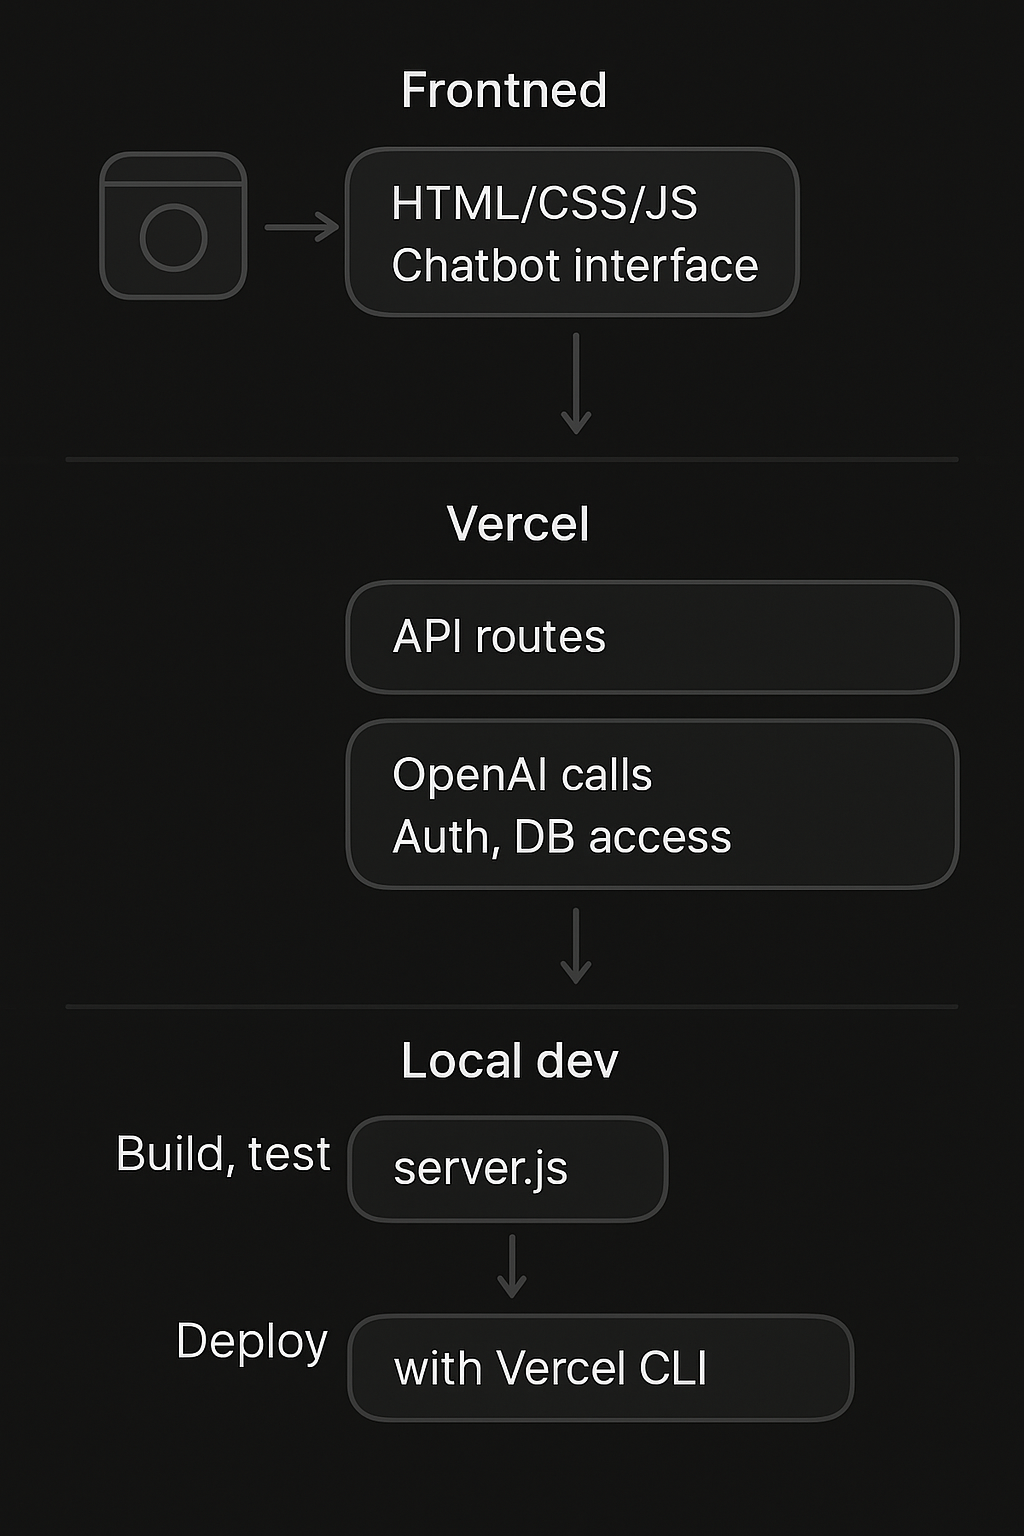 Frontned
HTML/CSS/JS
Chatbot interface
Vercel
API routes
OpenAI calls
Auth, DB access
Local dev
Build, test
server.js
Deploy
with Vercel CLI